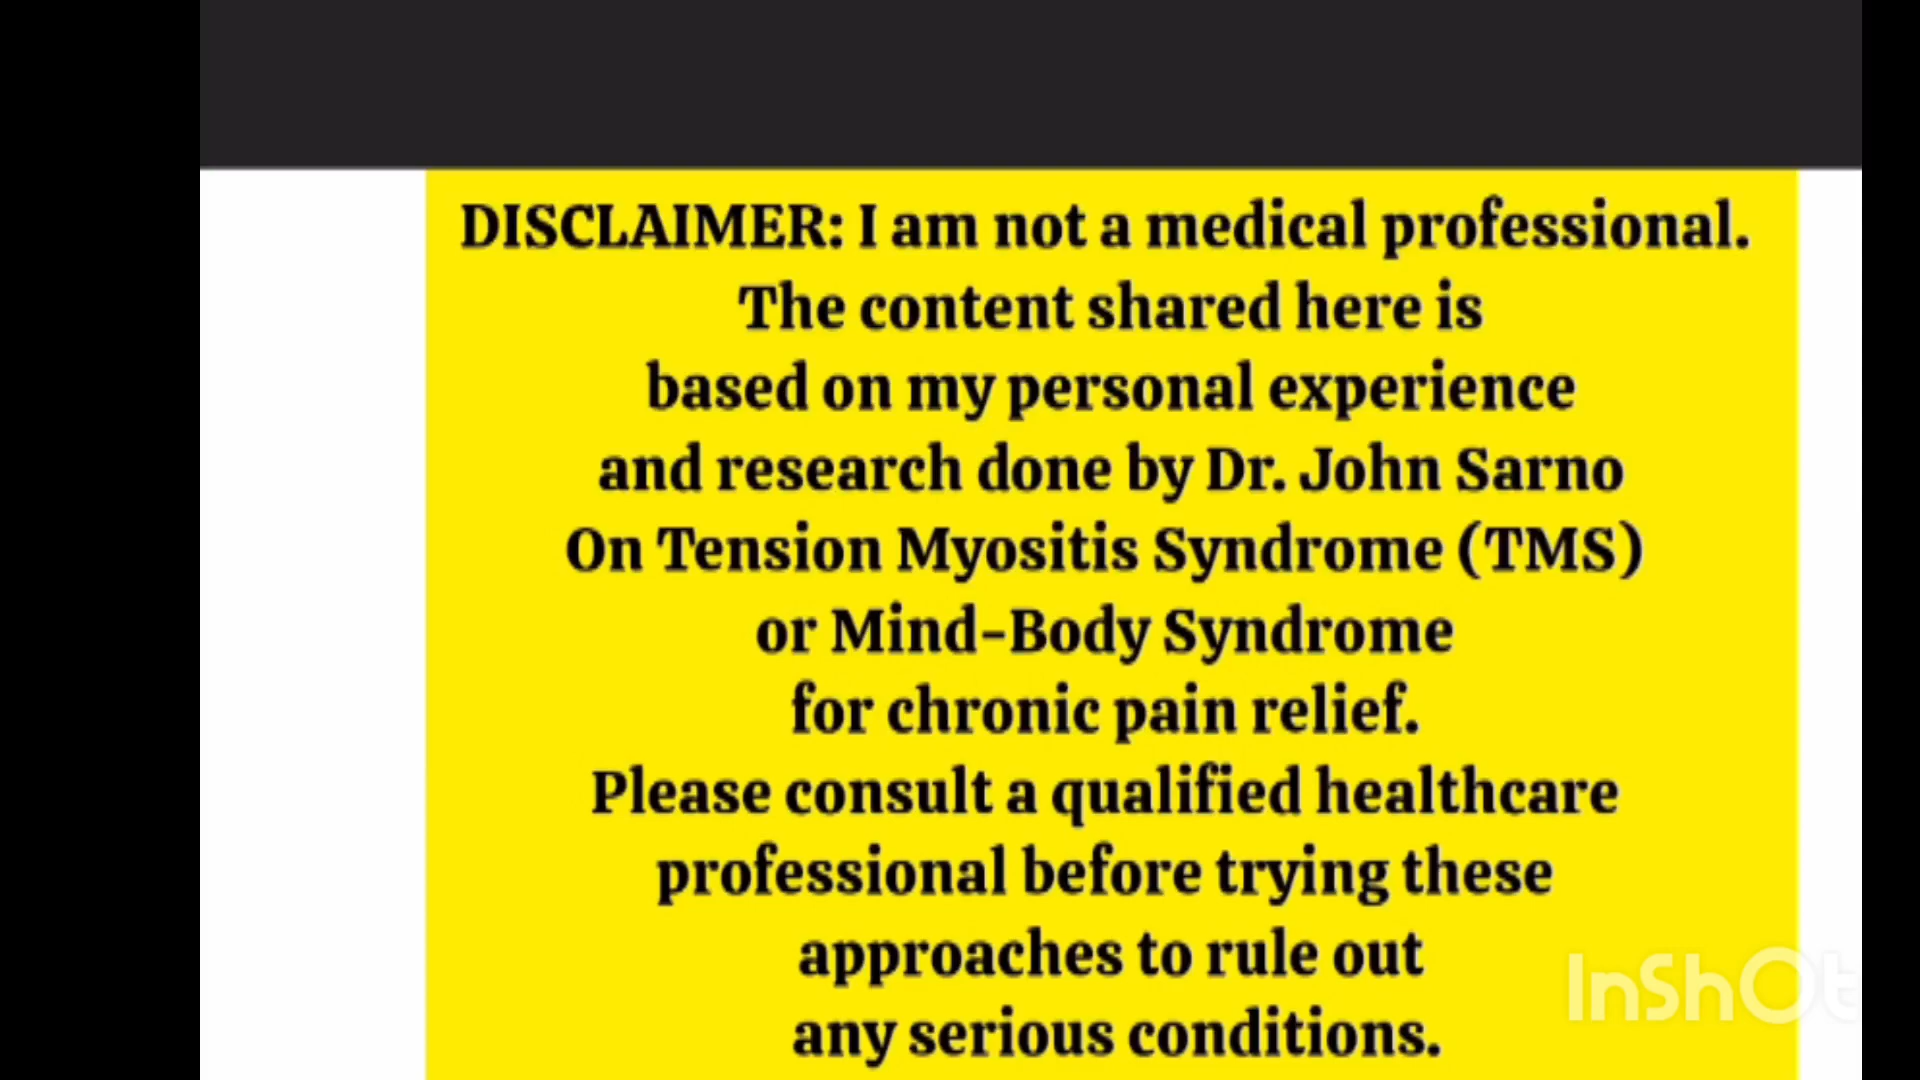 DISCLAIMER: I am not a medical professional.
The content shared here is
based on my personal experience
and research done by Dr. John Sarno
On Tension Myositis Syndrome (TMS)
or Mind-Body Syndrome
for chronic pain relief.
Please consult a qualified healthcare
professional before trying these
approaches to rule out
any serious conditions.
InShOt